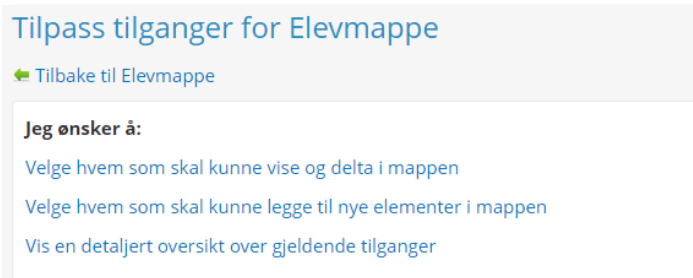 Tilpass tilganger for Elevmappe
Tilbake til Elevmappe
Jeg ønsker å:
Velge hvem som skal kunne vise og delta i mappen
Velge hvem som skal kunne legge til nye elementer i mappen
Vis en detaljert oversikt over gjeldende tilganger